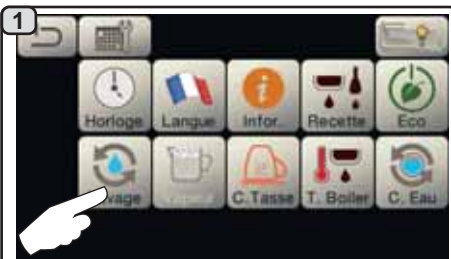 1
Horloge Langue Infor.. Recette Eco
vage C.Tasse T. Boiler C. Eau